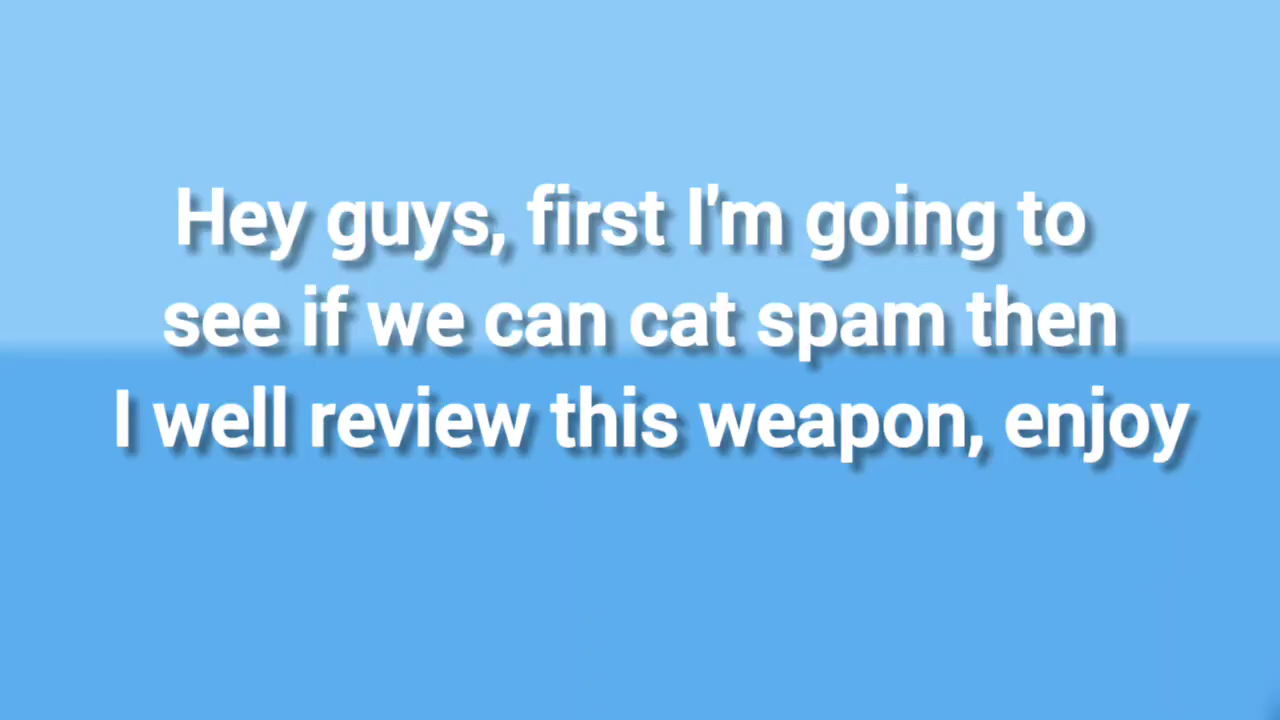 Hey guys, first I'm going to
see if we can cat spam then
I well review this weapon, enjoy